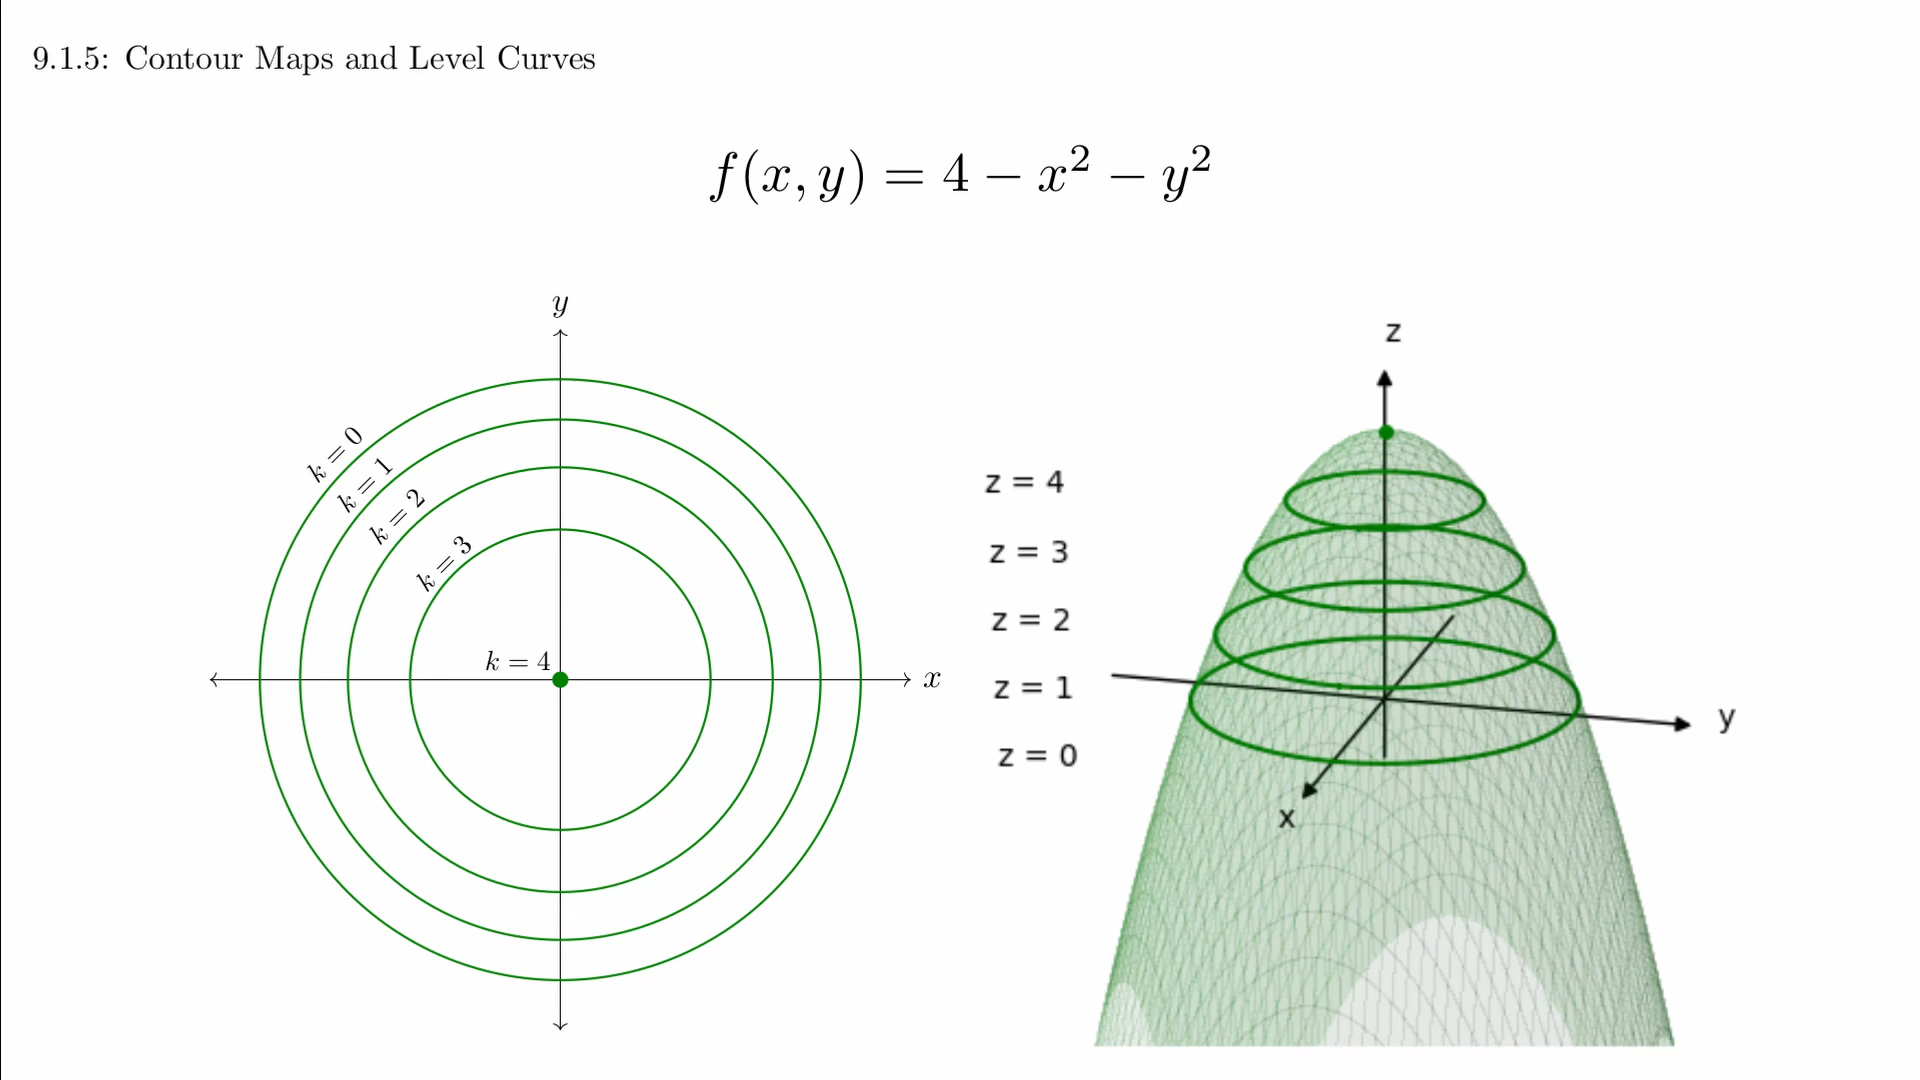 9.1.5: Contour Maps and Level Curves
f(x, y) = 4 − x² − y²
y
k = 0
k = 1
k = 2
k = 3
k = 4
x
z
z = 4
z = 3
z = 2
z = 1
z = 0
y
x